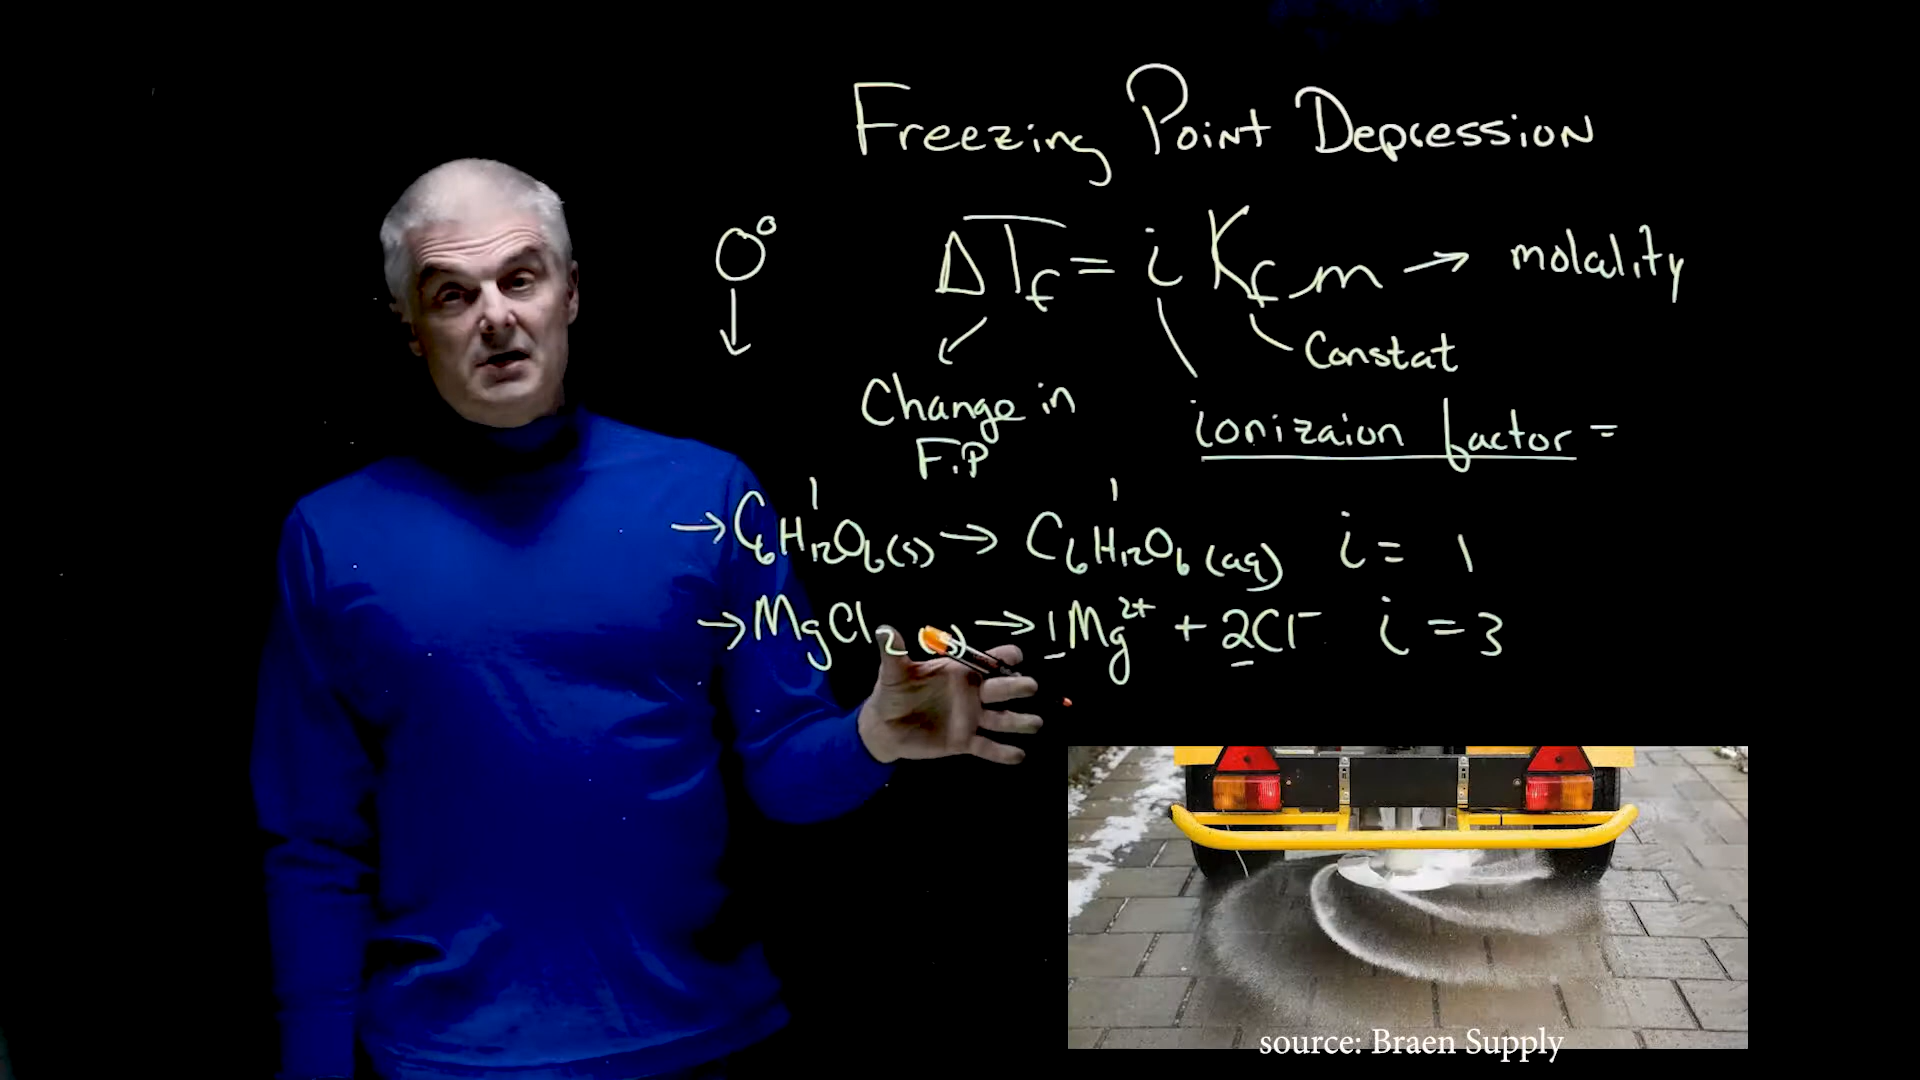 Freezing Point Depression
0°
ΔTf = i Kf m → molality
Constat
Change in
F.P
ionizaion factor =
1 1
→ C6H12O6(s) → C6H12O6(aq) i = 1
→ MgCl2(s) → 1Mg2+ + 2Cl- i = 3
source: Braen Supply